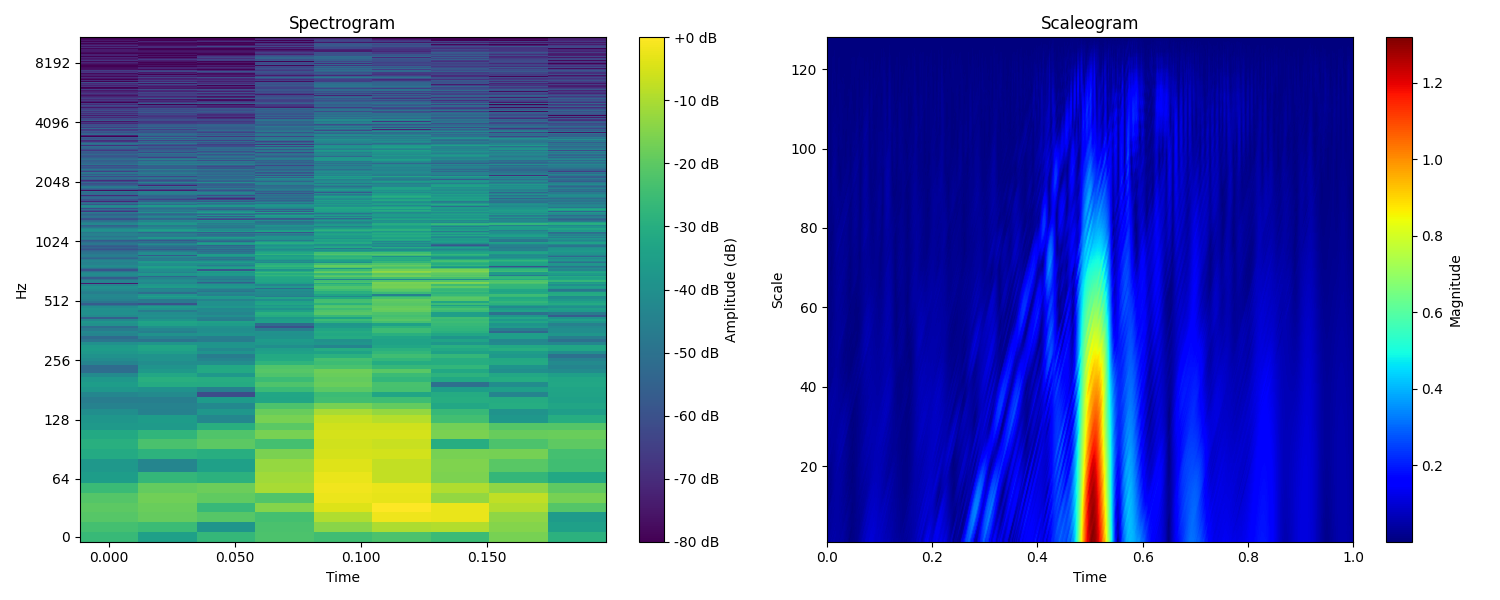 Spectrogram
Hz
8192
4096
2048
1024
512
256
128
64
0
0.000
0.050
0.100
0.150
Time
+0 dB
-10 dB
-20 dB
-30 dB
-40 dB
-50 dB
-60 dB
-70 dB
-80 dB
Amplitude (dB)
Scaleogram
Scale
120
100
80
60
40
20
0.0
0.2
0.4
0.6
0.8
1.0
Time
1.2
1.0
0.8
0.6
0.4
0.2
Magnitude